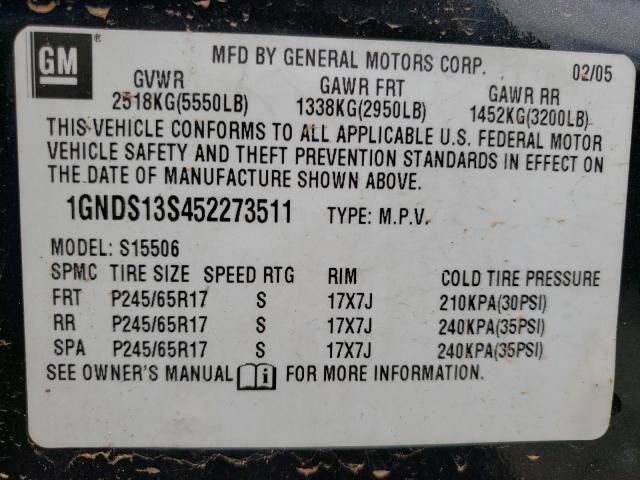 GM ®
MFD BY GENERAL MOTORS CORP. 02/05
GVWR GAWR FRT GAWR RR
2518KG(5550LB) 1338KG(2950LB) 1452KG(3200LB)
THIS VEHICLE CONFORMS TO ALL APPLICABLE U.S. FEDERAL MOTOR
VEHICLE SAFETY AND THEFT PREVENTION STANDARDS IN EFFECT ON
THE DATE OF MANUFACTURE SHOWN ABOVE.
1GNDS13S452273511 TYPE: M.P.V.
MODEL: S15506
SPMC TIRE SIZE SPEED RTG RIM COLD TIRE PRESSURE
FRT P245/65R17 S 17X7J 210KPA(30PSI)
RR P245/65R17 S 17X7J 240KPA(35PSI)
SPA P245/65R17 S 17X7J 240KPA(35PSI)
SEE OWNER'S MANUAL i FOR MORE INFORMATION.